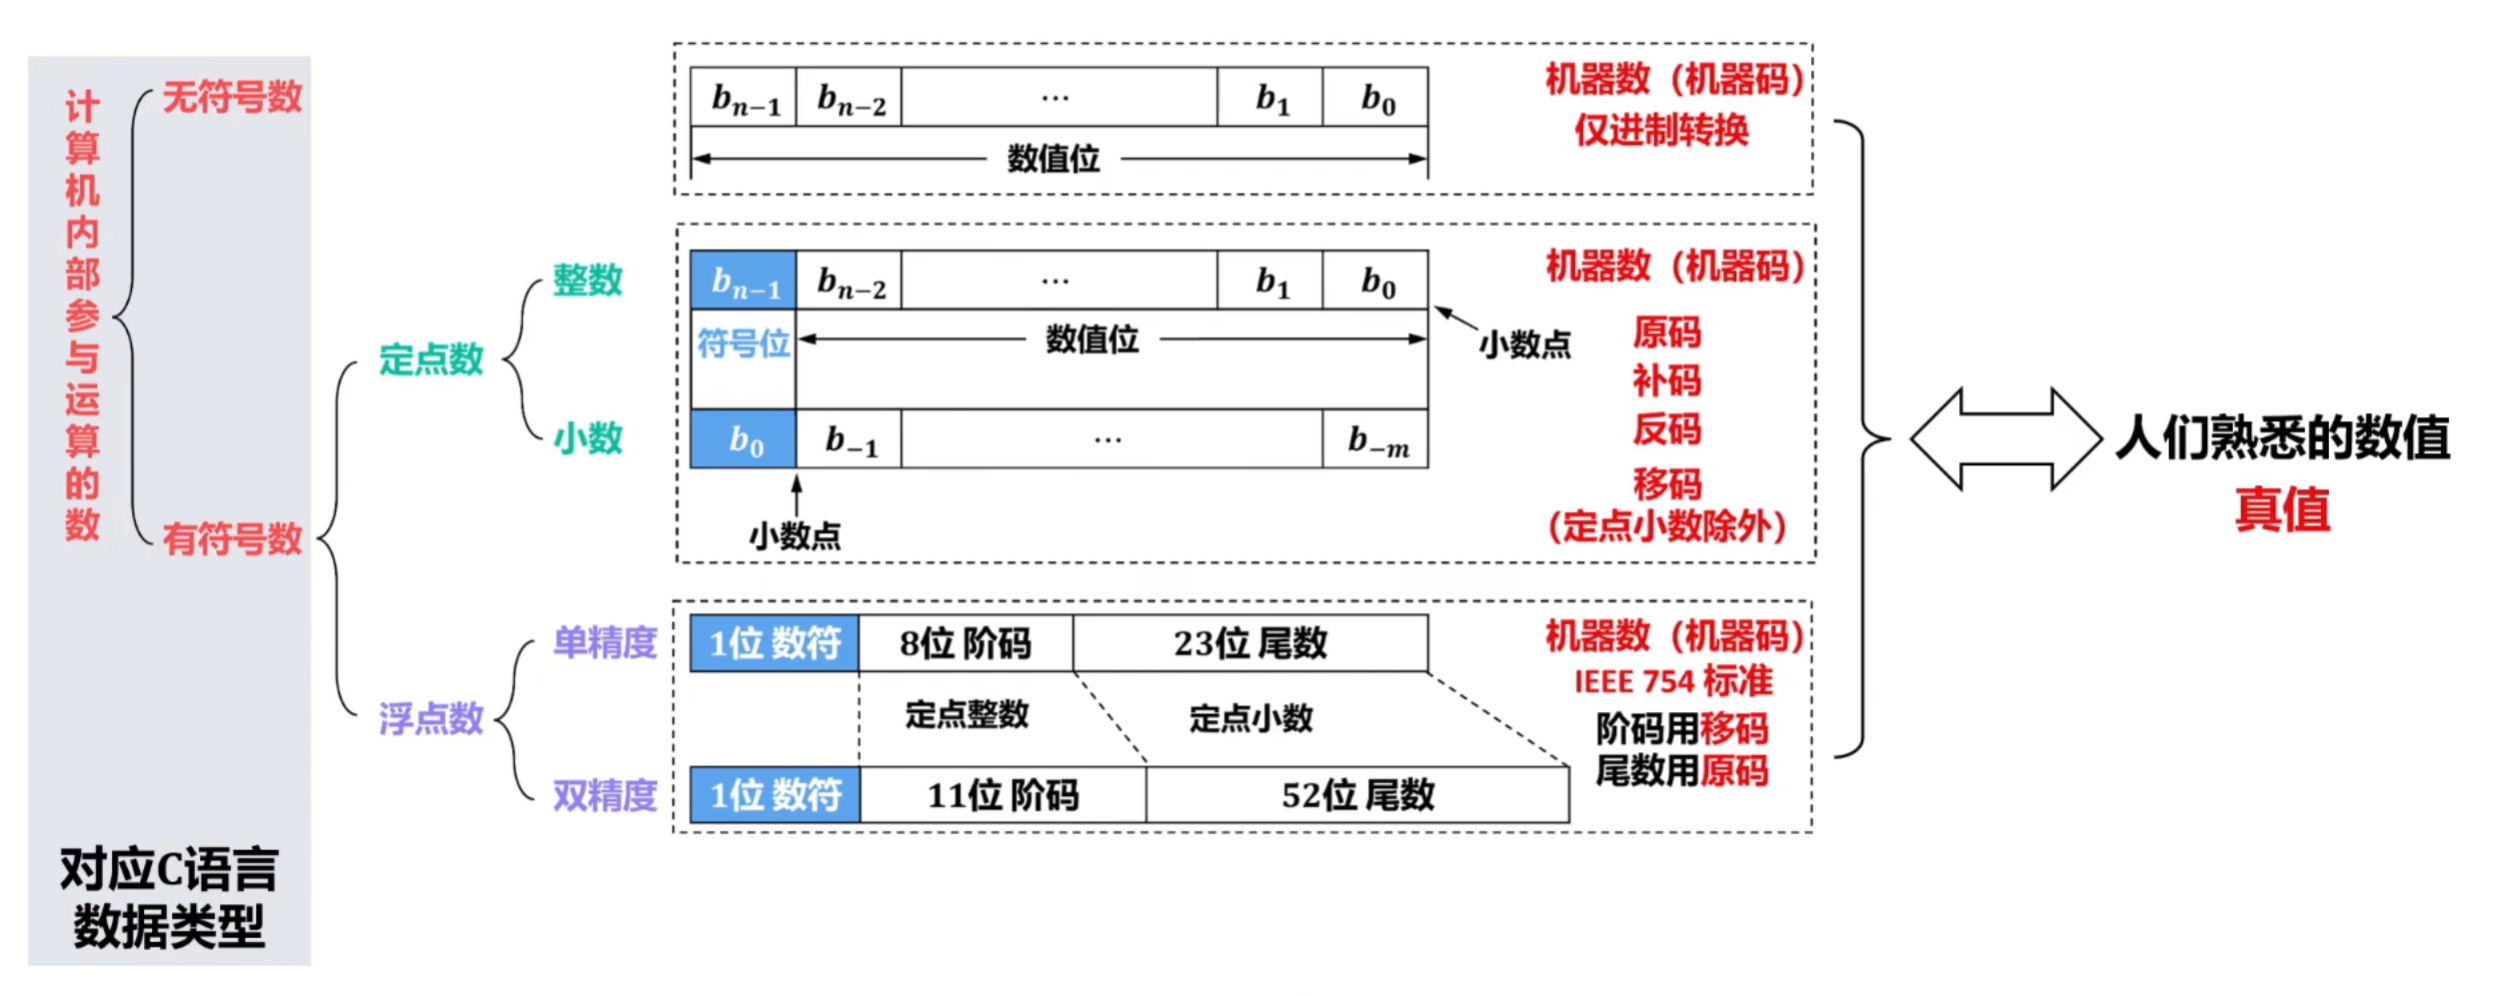 计算机内部参与运算的数
无符号数
有符号数
对应C语言
数据类型
定点数
整数
小数
浮点数
单精度
双精度
b_{n-1} b_{n-2} ... b_1 b_0
数值位
机器数（机器码）
仅进制转换
b_{n-1} b_{n-2} ... b_1 b_0
符号位 数值位
小数点
b_0 b_{-1} ... b_{-m}
小数点
机器数（机器码）
原码
补码
反码
移码
（定点小数除外）
1位 数符 8位 阶码 23位 尾数
定点整数 定点小数
1位 数符 11位 阶码 52位 尾数
机器数（机器码）
IEEE 754 标准
阶码用移码
尾数用原码
人们熟悉的数值
真值